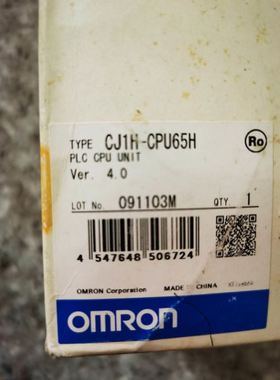 TYPE CJ1H-CPU65H
Ro
PLC CPU UNIT
Ver. 4.0
LOT No. 091103M QTY. 1
4 547648 506724
OMRON Corporation MADE IN CHINA
OMRON